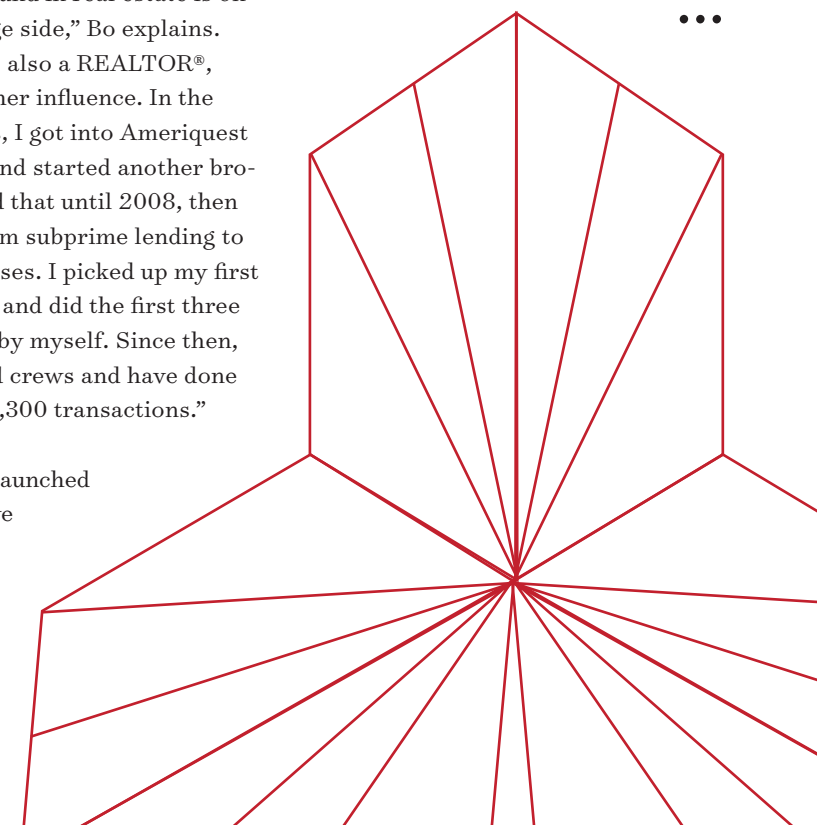 e side,” Bo explains.
also a REALTOR®,
her influence. In the
, I got into Ameriquest
nd started another bro-
that until 2008, then
m subprime lending to
ses. I picked up my first
and did the first three
by myself. Since then,
crews and have done
,300 transactions.”
aunched